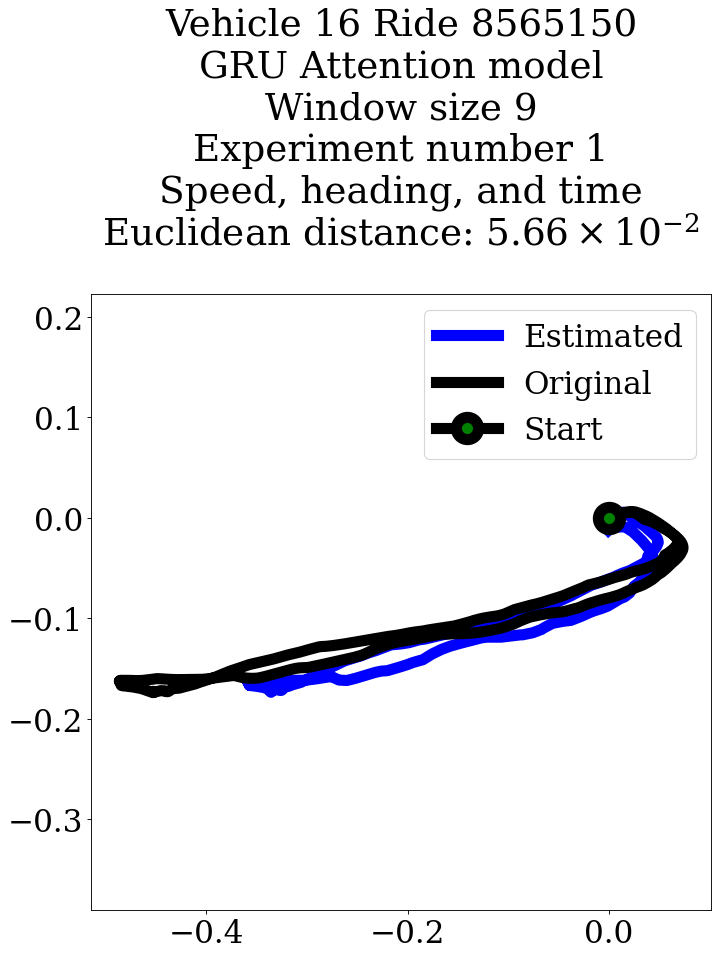 Vehicle 16 Ride 8565150
GRU Attention model
Window size 9
Experiment number 1
Speed, heading, and time
Euclidean distance: 5.66 × 10⁻²
Estimated
Original
Start
0.2
0.1
0.0
−0.1
−0.2
−0.3
−0.4
−0.2
0.0